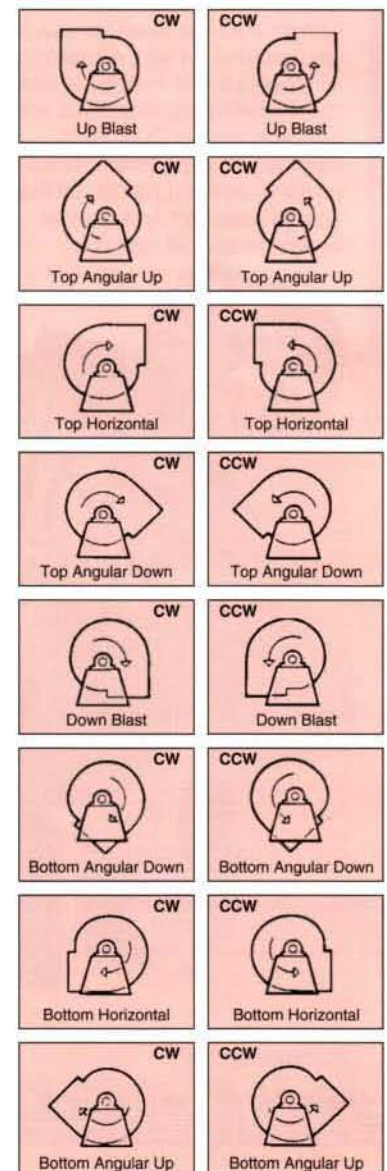 CW
Up Blast
CCW
Up Blast
CW
Top Angular Up
CCW
Top Angular Up
CW
Top Horizontal
CCW
Top Horizontal
CW
Top Angular Down
CCW
Top Angular Down
CW
Down Blast
CCW
Down Blast
CW
Bottom Angular Down
CCW
Bottom Angular Down
CW
Bottom Horizontal
CCW
Bottom Horizontal
CW
Bottom Angular Up
CCW
Bottom Angular Up